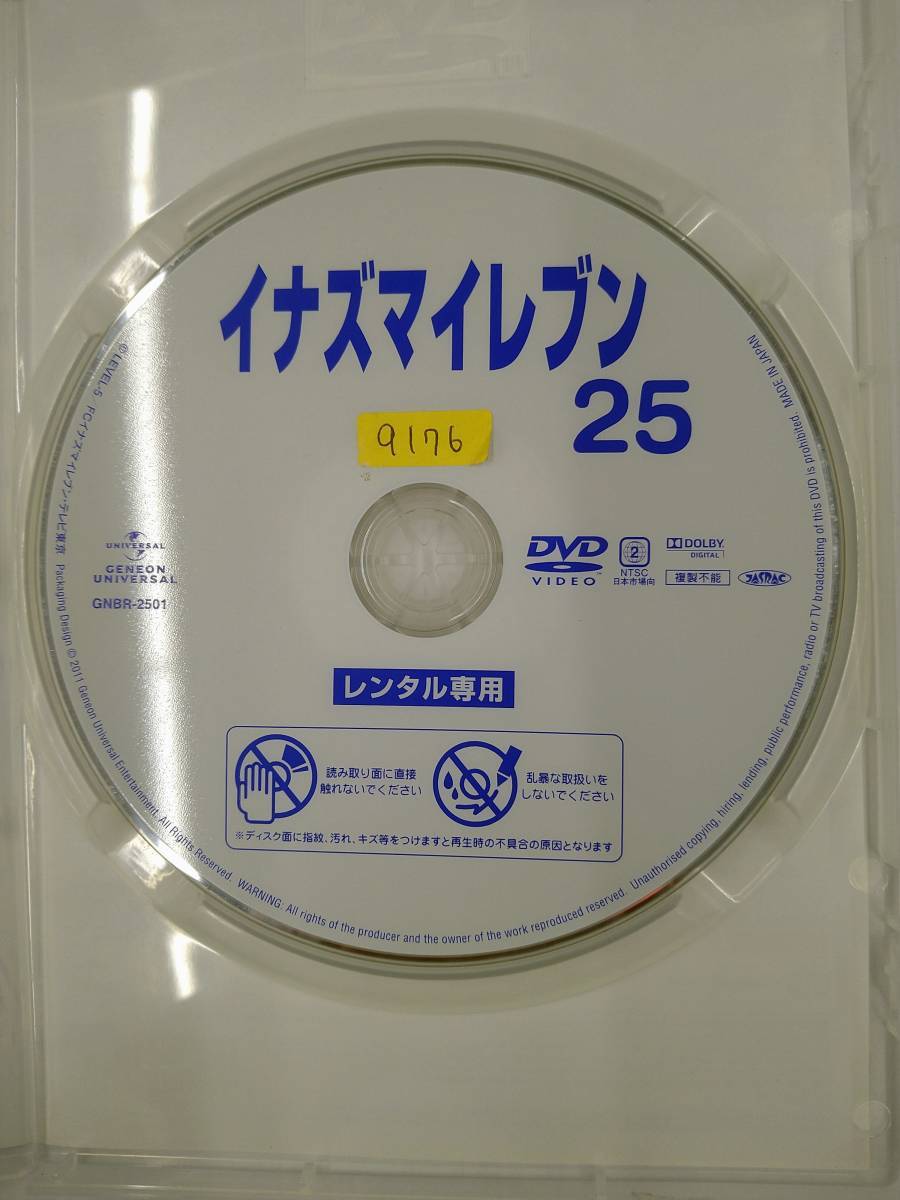 イナズマイレブン
25
9176
UNIVERSAL
GENEON
UNIVERSAL
GNBR-2501
DVD
VIDEO
2
NTSC
日本市場向
DOLBY
DIGITAL
複製不能
JASRAC
レンタル専用
読み取り面に直接
触れないでください
乱暴な取扱いを
しないでください
※ディスク面に指紋、汚れ、キズ等をつけますと再生時の不具合の原因となります
©LEVEL-5 FCイナズマイレブン・テレビ東京 Packaging Design © 2011 Geneon Universal Entertainment. All Rights Reserved. WARNING: All rights of the producer and the owner of the work reproduced reserved. Unauthorised copying, hiring, lending, public performance, radio or TV broadcasting of this DVD is prohibited. MADE IN JAPAN